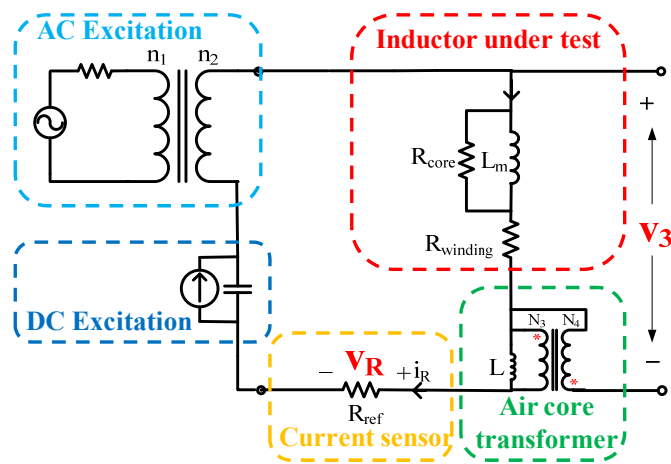 AC Excitation
n1 n2
Inductor under test
+
Rcore
Lm
Rwinding
v3
DC Excitation
−
N3 N4
*
L
*
− VR + iR
Rref
Current sensor
Air core
transformer